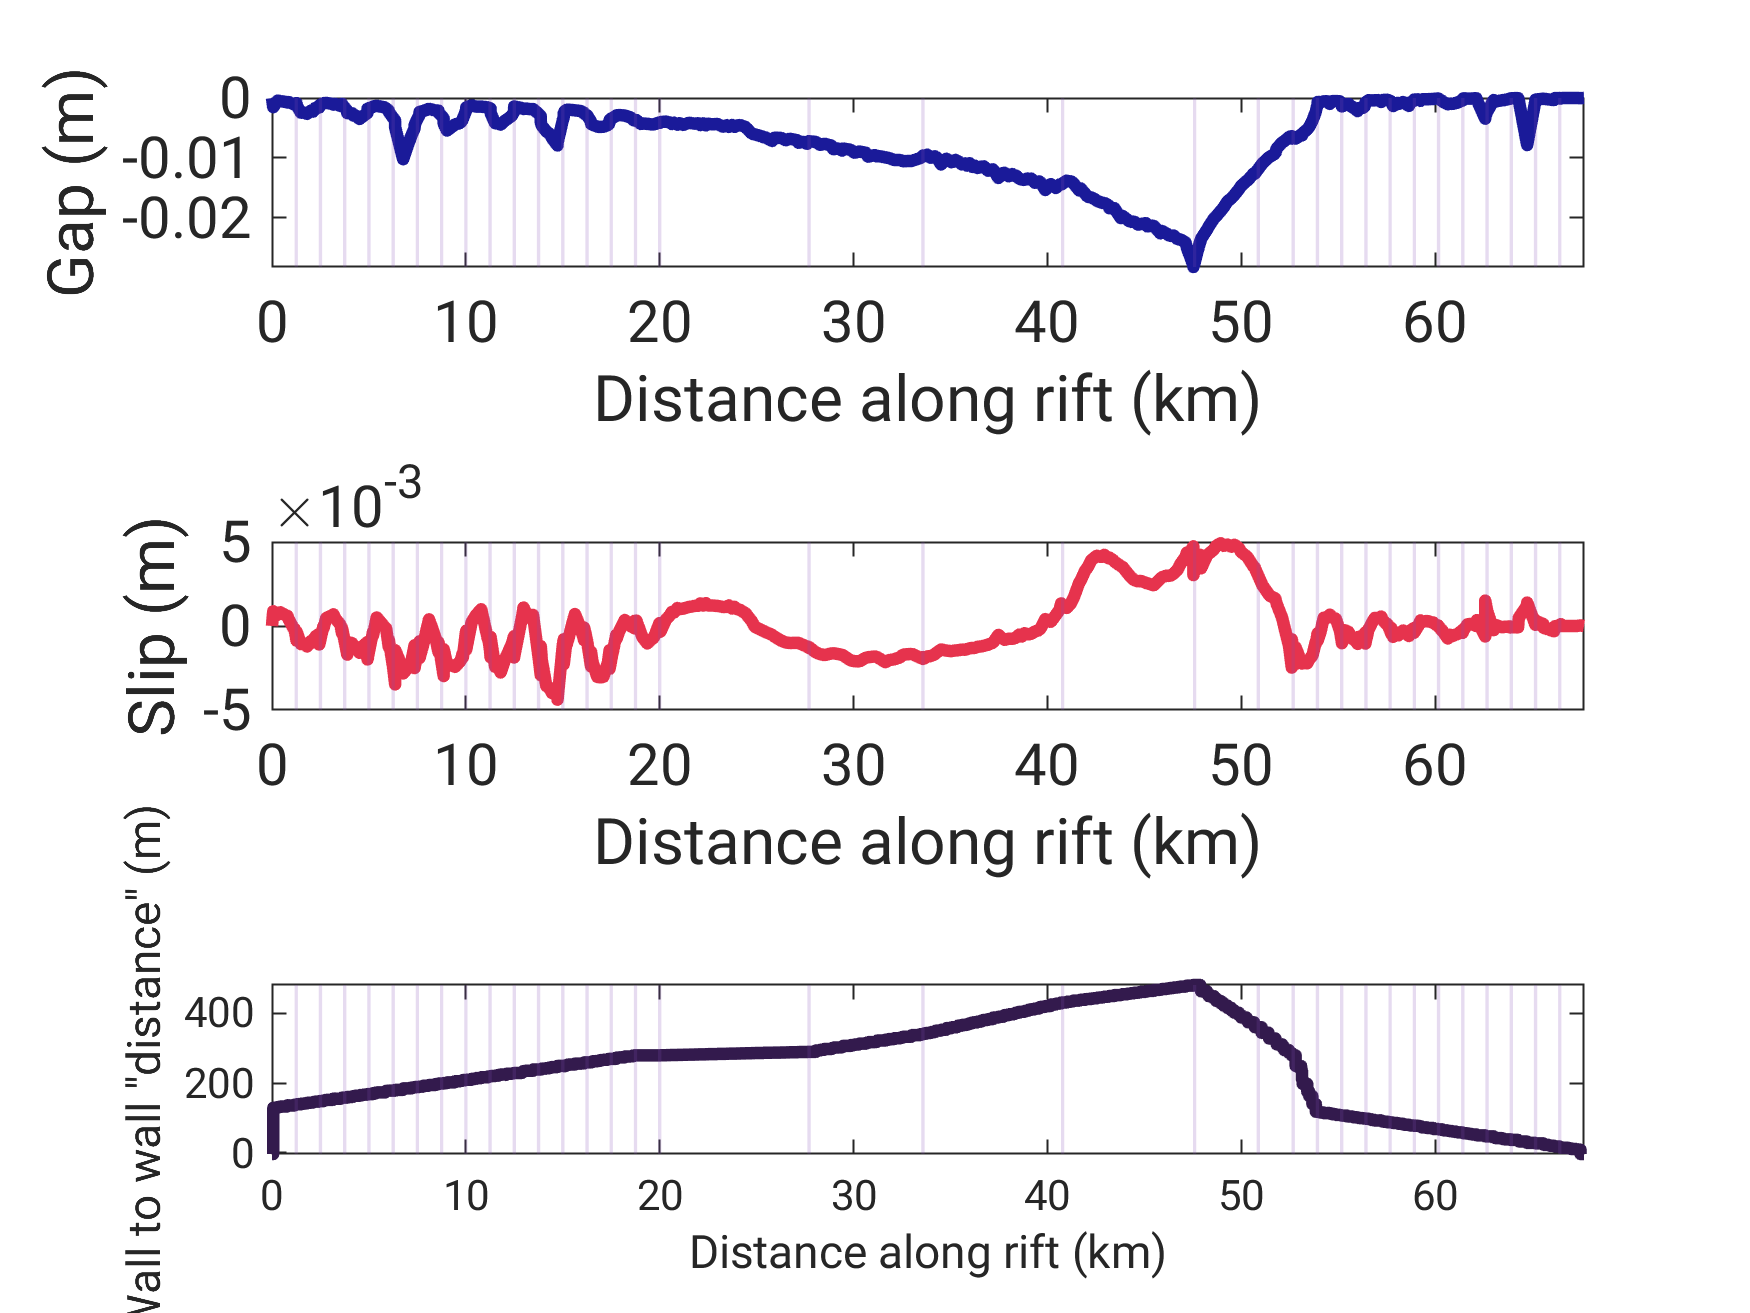 Gap (m)
0
-0.01
-0.02
0 10 20 30 40 50 60
Distance along rift (km)
×10-3
Slip (m)
5
0
-5
0 10 20 30 40 50 60
Distance along rift (km)
to wall "distance" (m)
400
200
0
0 10 20 30 40 50 60
Distance along rift (km)